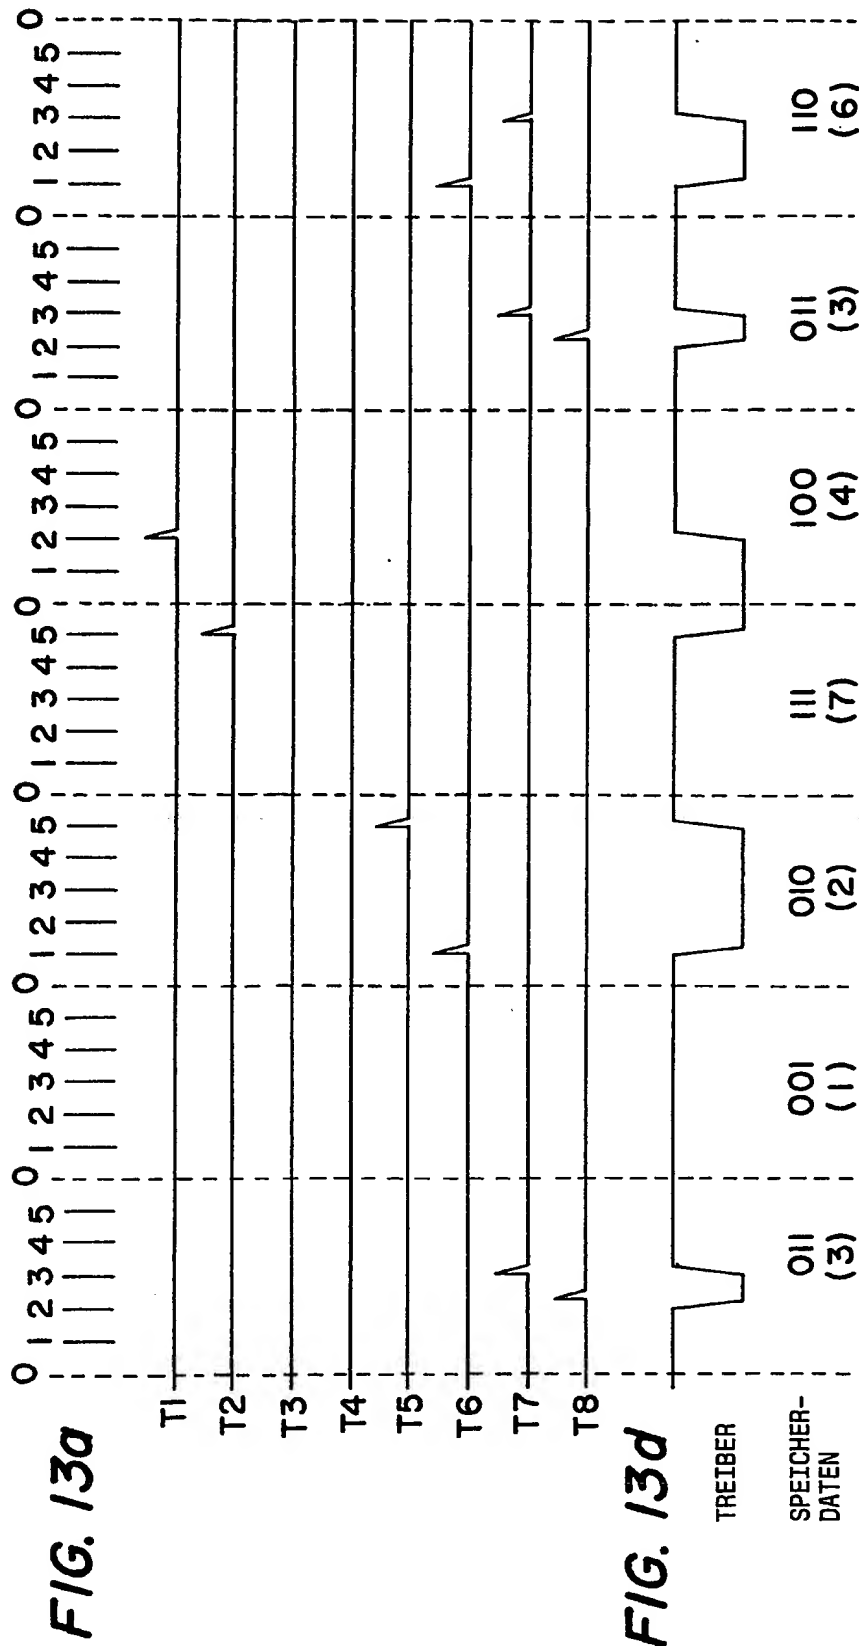 FIG. 13a
0 1 2 3 4 5 0 1 2 3 4 5 0 1 2 3 4 5 0 1 2 3 4 5 0 1 2 3 4 5 0 1 2 3 4 5 0 1 2 3 4 5 0
T1
T2
T3
T4
T5
T6
T7
T8
FIG. 13d
TREIBER
SPEICHER-
DATEN
011 001 010 111 100 011 110
(3) (1) (2) (7) (4) (3) (6)